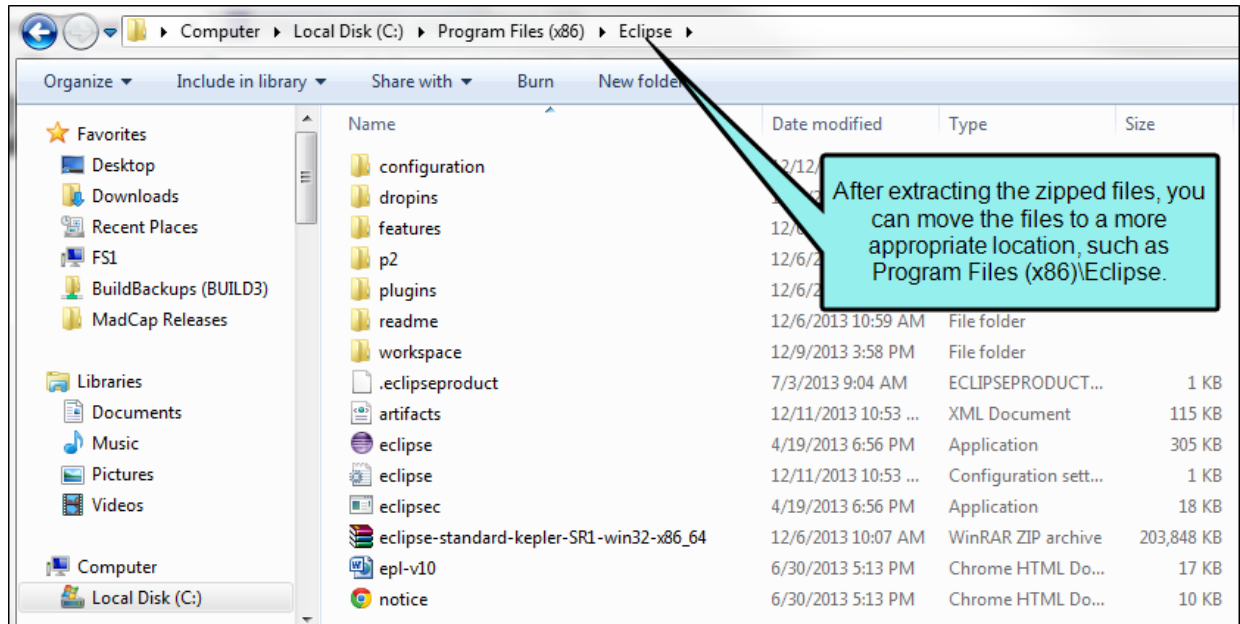 Computer ▸ Local Disk (C:) ▸ Program Files (x86) ▸ Eclipse ▸
Organize Include in library Share with Burn New folder
Name Date modified Type Size
Favorites
Desktop
Downloads
Recent Places
FS1
BuildBackups (BUILD3)
MadCap Releases
Libraries
Documents
Music
Pictures
Videos
Computer
Local Disk (C:)
configuration
dropins
features
p2
plugins
readme 12/6/2013 10:59 AM File folder
workspace 12/9/2013 3:58 PM File folder
.eclipseproduct 7/3/2013 9:04 AM ECLIPSEPRODUCT... 1 KB
artifacts 12/11/2013 10:53 ... XML Document 115 KB
eclipse 4/19/2013 6:56 PM Application 305 KB
eclipse 12/11/2013 10:53 ... Configuration sett... 1 KB
eclipsec 4/19/2013 6:56 PM Application 18 KB
eclipse-standard-kepler-SR1-win32-x86_64 12/6/2013 10:07 AM WinRAR ZIP archive 203,848 KB
epl-v10 6/30/2013 5:13 PM Chrome HTML Do... 17 KB
notice 6/30/2013 5:13 PM Chrome HTML Do... 10 KB
After extracting the zipped files, you
can move the files to a more
appropriate location, such as
Program Files (x86)\Eclipse.